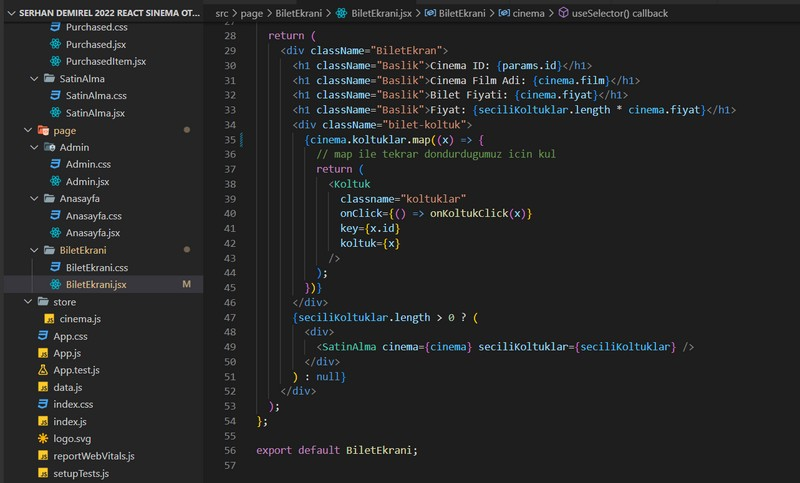 SERHAN DEMIREL 2022 REACT SINEMA OT...
Purchased.css
Purchased.jsx
PurchasedItem.jsx
SatinAlma
SatinAlma.css
SatinAlma.jsx
page
Admin
Admin.css
Admin.jsx
Anasayfa
Anasayfa.css
Anasayfa.jsx
BiletEkrani
BiletEkrani.css
BiletEkrani.jsx M
store
cinema.js
App.css
App.js
App.test.js
data.js
index.css
index.js
logo.svg
reportWebVitals.js
setupTests.js
src > page > BiletEkrani > BiletEkrani.jsx > BiletEkrani > cinema > useSelector() callback
27
28 return (
29 <div className="BiletEkran">
30 <h1 className="Baslik">Cinema ID: {params.id}</h1>
31 <h1 className="Baslik">Cinema Film Adi: {cinema.film}</h1>
32 <h1 className="Baslik">Bilet Fiyati: {cinema.fiyat}</h1>
33 <h1 className="Baslik">Fiyat: {seciliKoltuklar.length * cinema.fiyat}</h1>
34 <div className="bilet-koltuk">
35 {cinema.koltuklar.map((x) => {
36 // map ile tekrar dondurdugumuz icin kul
37 return (
38 <Koltuk
39 classname="koltuklar"
40 onClick={() => onKoltukClick(x)}
41 key={x.id}
42 koltuk={x}
43 />
44 );
45 })}
46 </div>
47 {seciliKoltuklar.length > 0 ? (
48 <div>
49 <SatinAlma cinema={cinema} seciliKoltuklar={seciliKoltuklar} />
50 </div>
51 ) : null}
52 </div>
53 );
54 };
55
56 export default BiletEkrani;
57